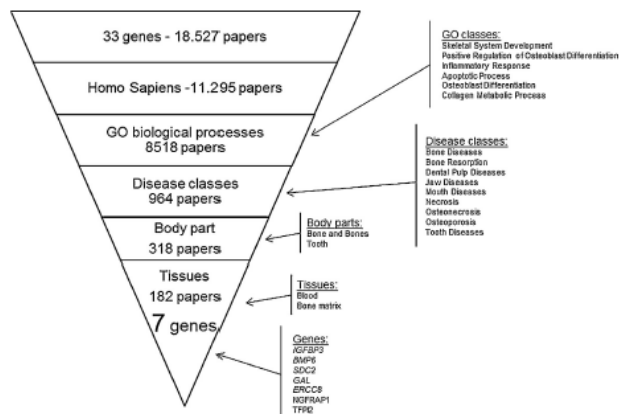 33 genes - 18.527 papers
Homo Sapiens -11.295 papers
GO biological processes
8518 papers
Disease classes
964 papers
Body part
318 papers
Tissues
182 papers
7 genes
GO classes:
Skeletal System Development
Positive Regulation of Osteoblast Differentiation
Inflammatory Response
Apoptotic Process
Osteoblast Differentiation
Collagen Metabolic Process
Disease classes:
Bone Diseases
Bone Resorption
Dental Pulp Diseases
Jaw Diseases
Mouth Diseases
Necrosis
Osteonecrosis
Osteoporosis
Tooth Diseases
Body parts:
Bone and Bones
Tooth
Tissues:
Blood
Bone matrix
Genes:
IGFBP3
BMP6
SDC2
GAL
ERCC8
NGFRAP1
TFPI2